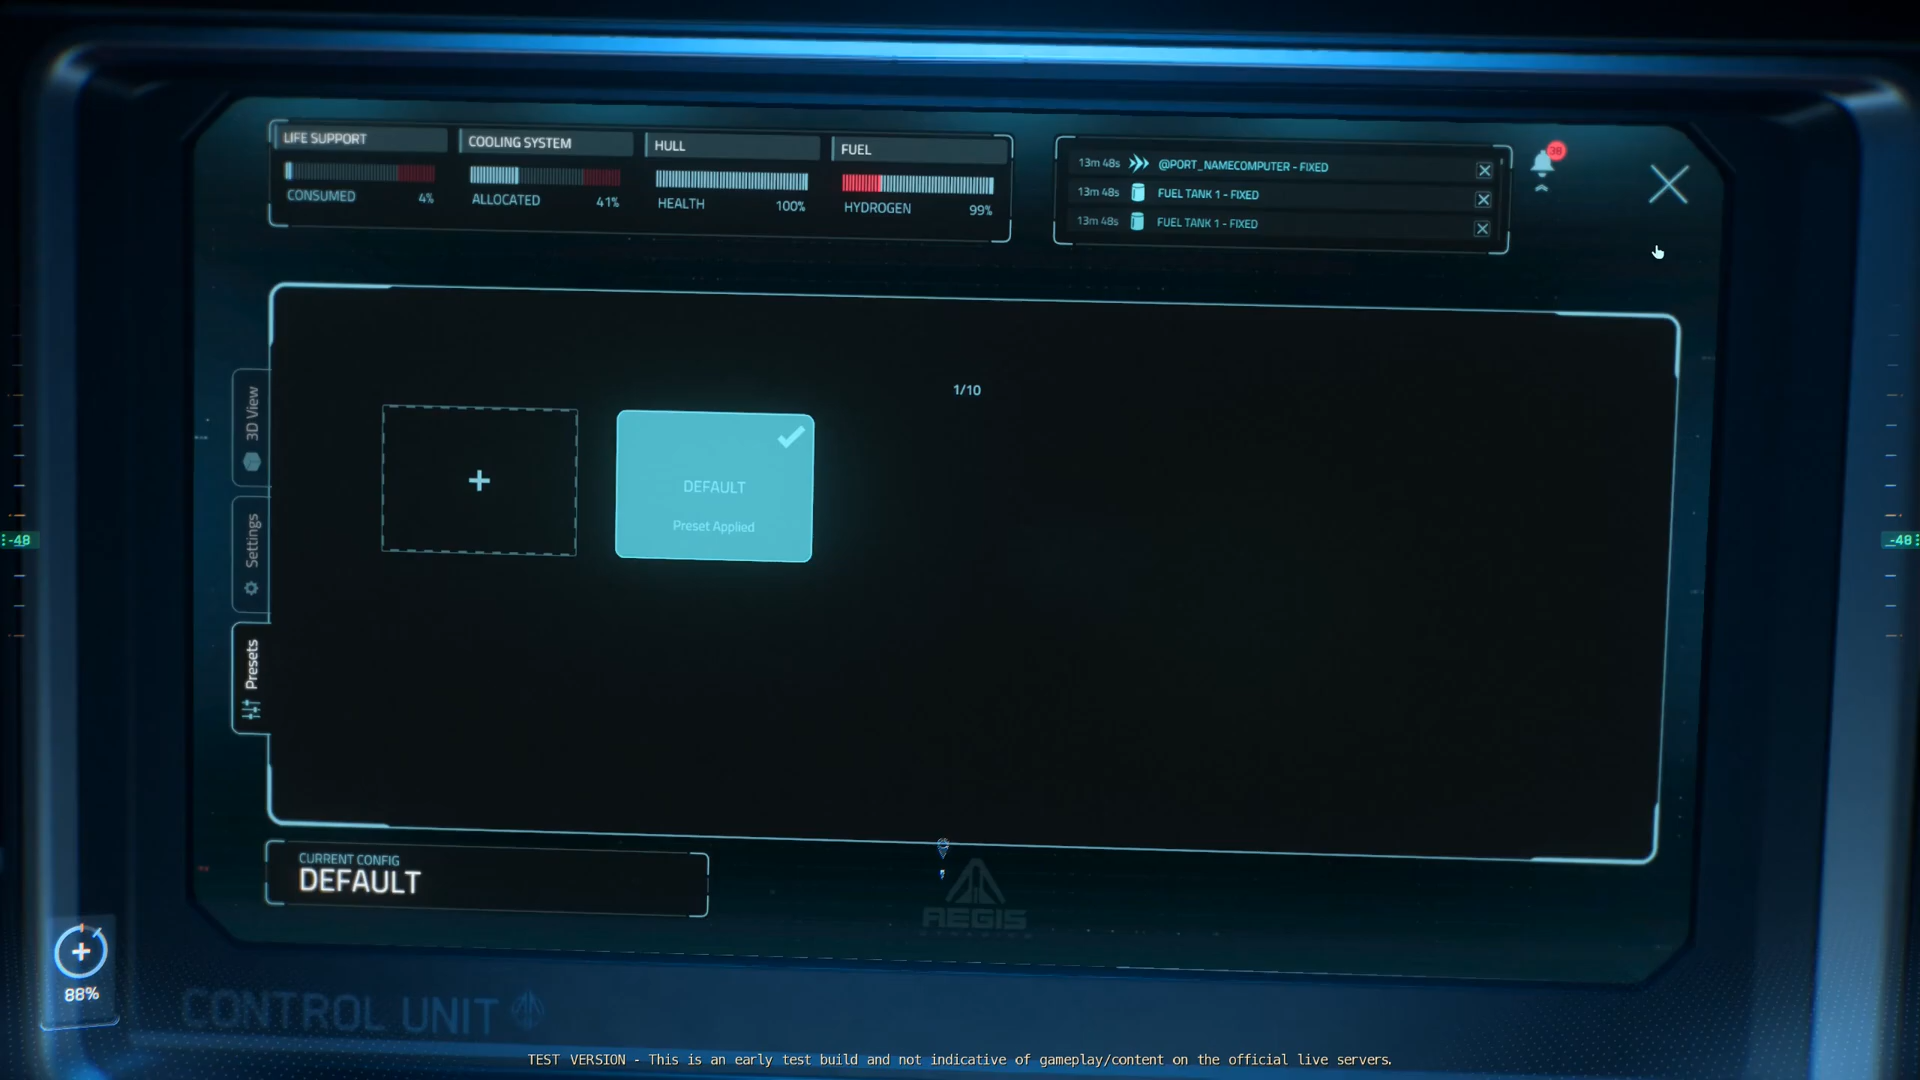 LIFE SUPPORT
CONSUMED 4%
COOLING SYSTEM
ALLOCATED 41%
HULL
HEALTH 100%
FUEL
HYDROGEN 99%
13m 48s @PORT_NAMECOMPUTER - FIXED
13m 48s FUEL TANK 1 - FIXED
13m 48s FUEL TANK 1 - FIXED
38
1/10
3D View
Settings
Presets
+
DEFAULT
Preset Applied
-48
-48
CURRENT CONFIG
DEFAULT
AEGIS
88%
CONTROL UNIT
TEST VERSION - This is an early test build and not indicative of gameplay/content on the official live servers.